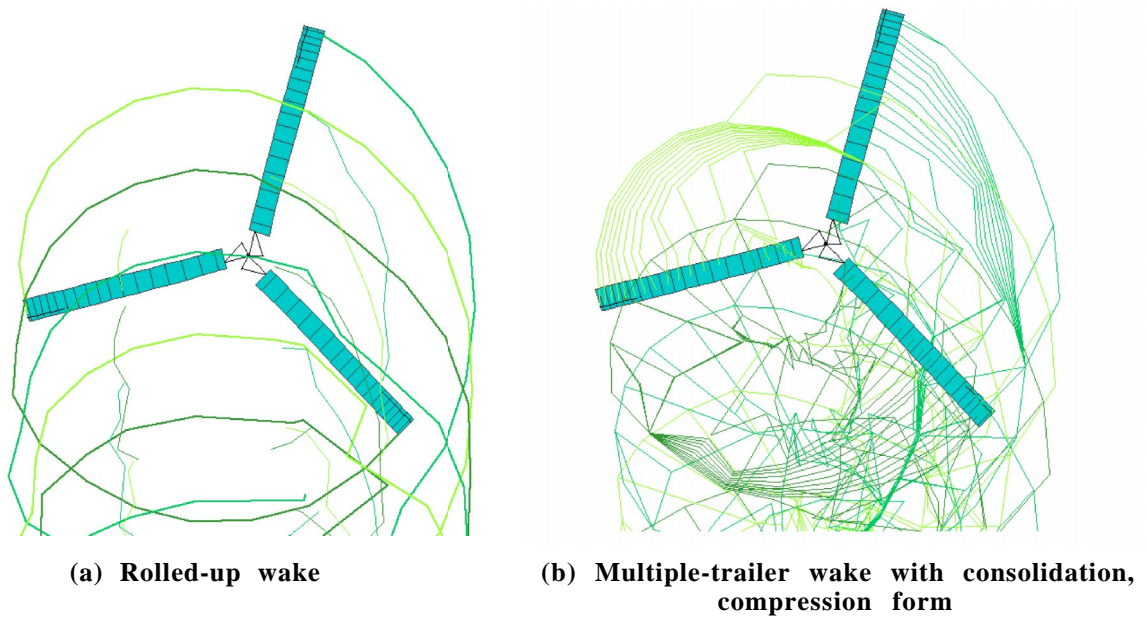 (a) Rolled-up wake
(b) Multiple-trailer wake with consolidation,
compression form